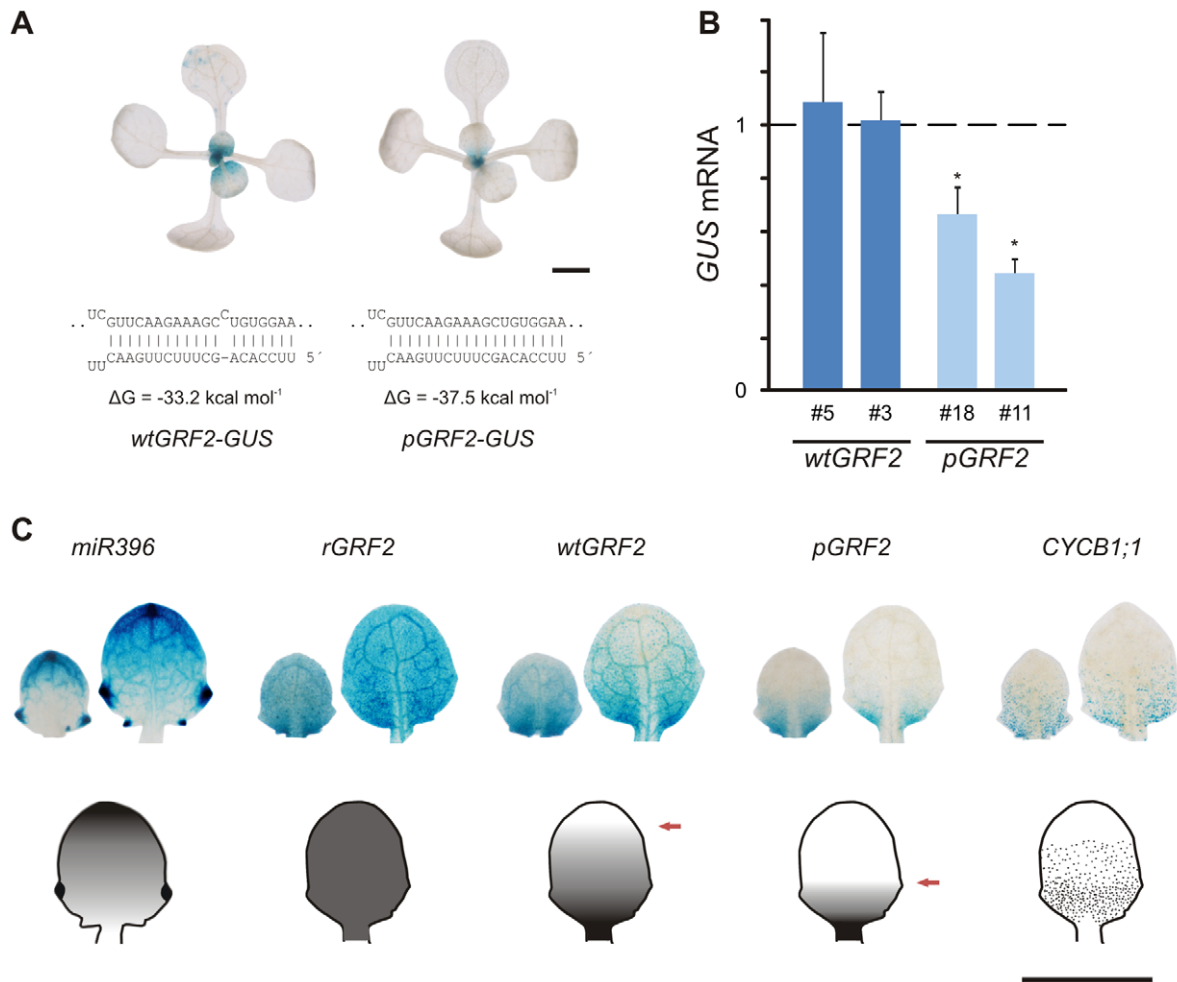 A
..UCGUUCAAGAAAGCCUGUGGAA..
UUCAAGUUCUUUCG-ACACCUU 5´
ΔG = -33.2 kcal mol⁻¹
wtGRF2-GUS
..UCGUUCAAGAAAGCUGUGGAA..
UUCAAGUUCUUUCGACACCUU 5´
ΔG = -37.5 kcal mol⁻¹
pGRF2-GUS
B
GUS mRNA
1
0
*
*
#5 #3 #18 #11
wtGRF2 pGRF2
C
miR396 rGRF2 wtGRF2 pGRF2 CYCB1;1